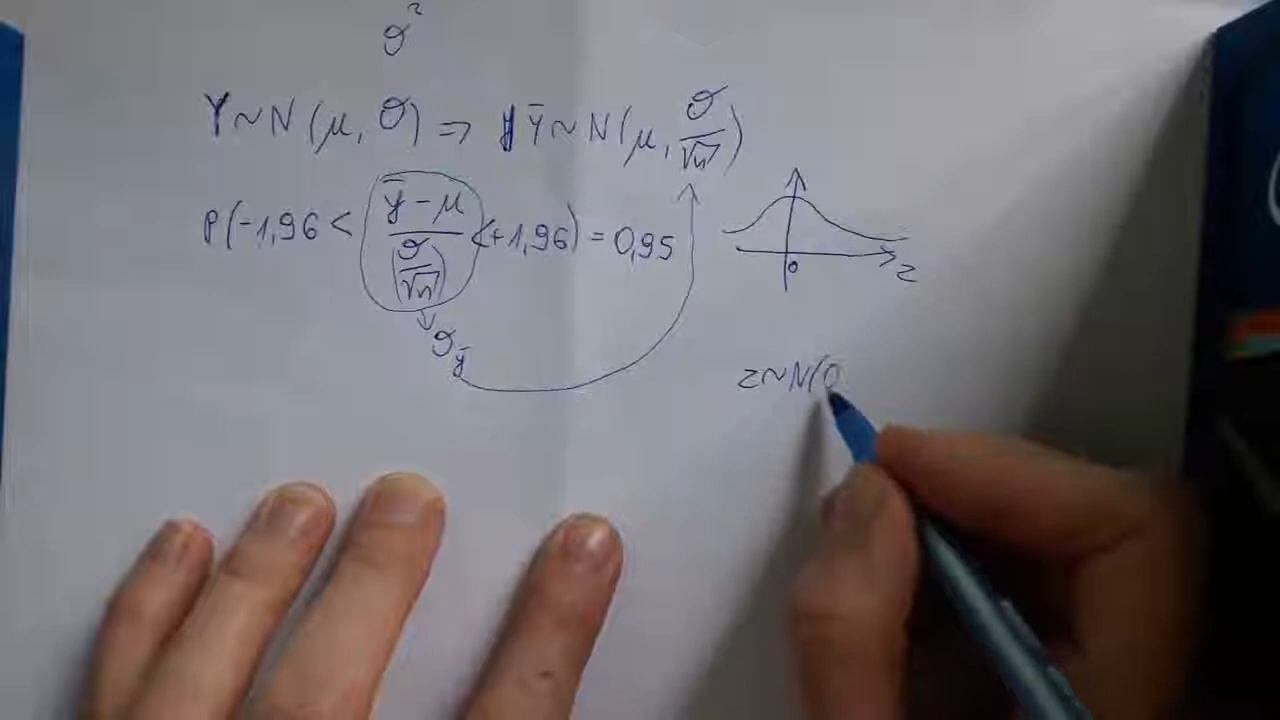 σ²
Y~N(μ, σ) ⇒ Ȳ~N(μ, σ/√n)
P(-1,96 < (ȳ-μ)/(σ/√n) < +1,96) = 0,95
σȳ
0
z
z~N(0